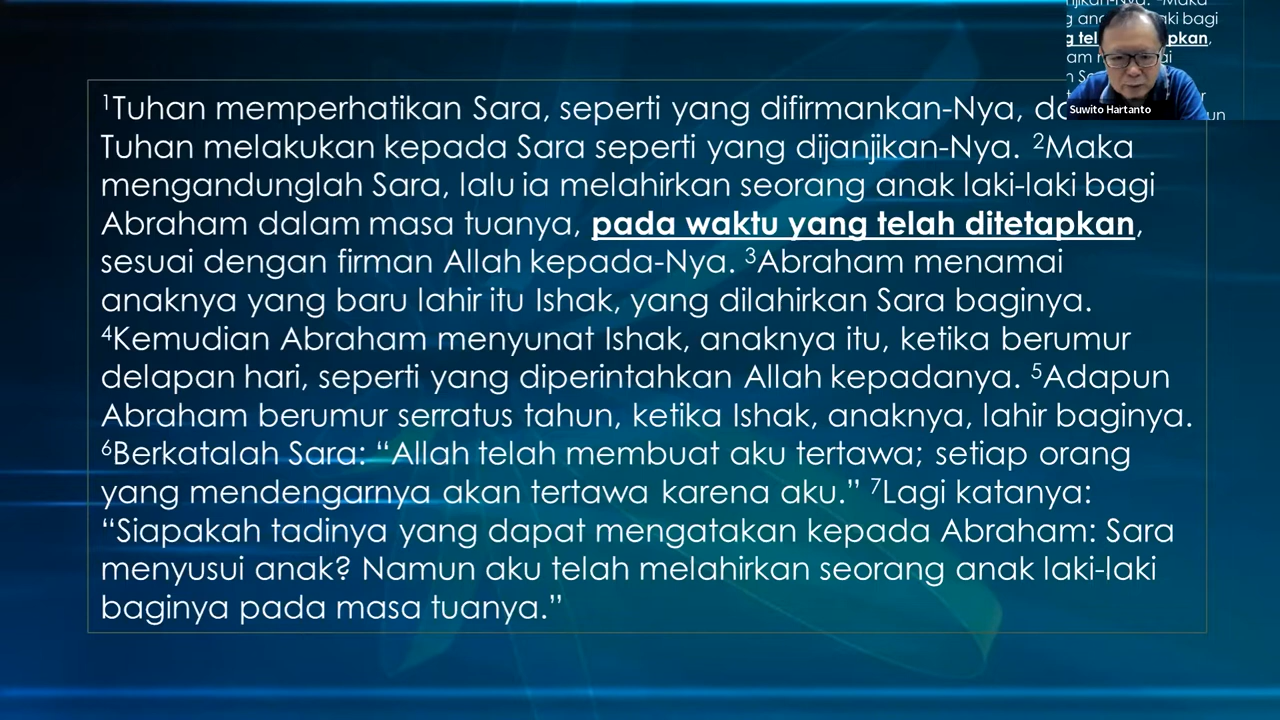 ¹Tuhan memperhatikan Sara, seperti yang difirmankan-Nya,
Tuhan melakukan kepada Sara seperti yang dijanjikan-Nya. ²Maka
mengandunglah Sara, lalu ia melahirkan seorang anak laki-laki bagi
Abraham dalam masa tuanya, pada waktu yang telah ditetapkan,
sesuai dengan firman Allah kepada-Nya. ³Abraham menamai
anaknya yang baru lahir itu Ishak, yang dilahirkan Sara baginya.
⁴Kemudian Abraham menyunat Ishak, anaknya itu, ketika berumur
delapan hari, seperti yang diperintahkan Allah kepadanya. ⁵Adapun
Abraham berumur serratus tahun, ketika Ishak, anaknya, lahir baginya.
⁶Berkatalah Sara: “Allah telah membuat aku tertawa; setiap orang
yang mendengarnya akan tertawa karena aku.” ⁷Lagi katanya:
“Siapakah tadinya yang dapat mengatakan kepada Abraham: Sara
menyusui anak? Namun aku telah melahirkan seorang anak laki-laki
baginya pada masa tuanya.”
Suwito Hartanto